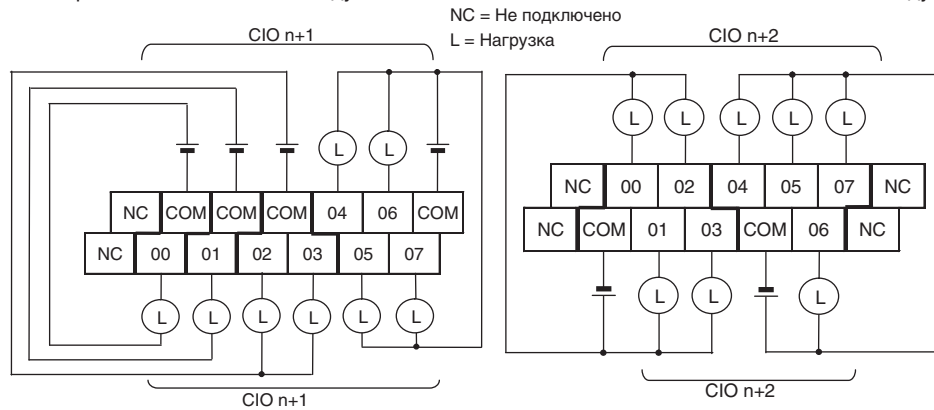 NC = Не подключено
L = Нагрузка
CIO n+1
CIO n+2
L L
L L L L L
NC COM COM COM 04 06 COM
NC 00 01 02 03 05 07
L L L L L L
CIO n+1
NC 00 02 04 05 07 NC
NC COM 01 03 COM 06 NC
L L L
CIO n+2